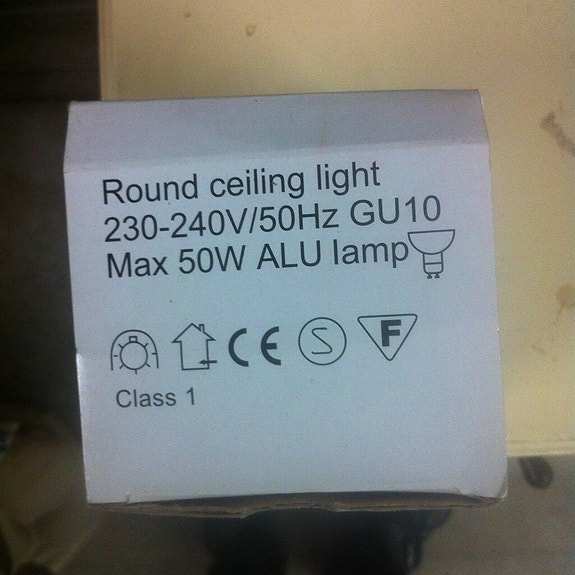 Round ceiling light
230-240V/50Hz GU10
Max 50W ALU lamp
CE S F
Class 1